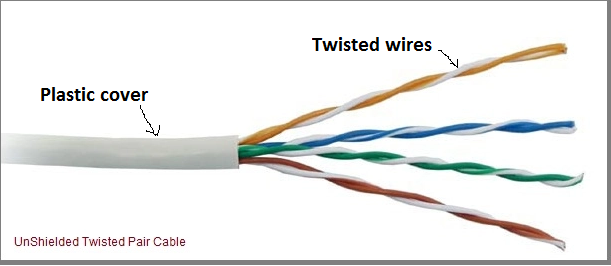 Twisted wires
Plastic cover
UnShielded Twisted Pair Cable